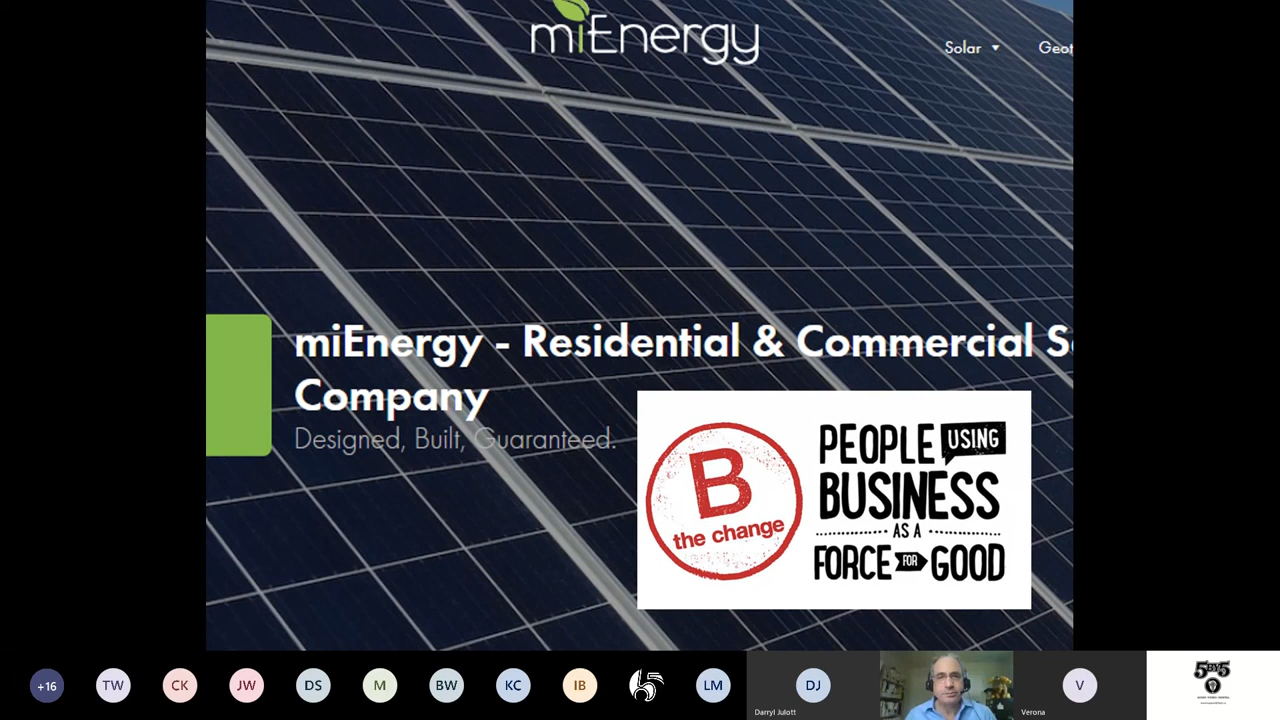 miEnergy
Solar
Geot
miEnergy - Residential & Commercial S
Company
Designed, Built, Guaranteed.
B
the change
PEOPLE USING
BUSINESS
AS A
FORCE FOR GOOD
+16
TW
CK
JW
DS
M
BW
KC
IB
LM
DJ
Darryl Julott
V
Verona
5BY5